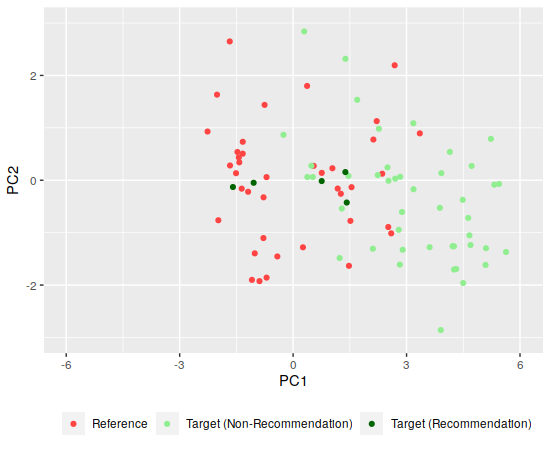 PC2
2
0
-2
-6
-3
0
3
6
PC1
Reference
Target (Non-Recommendation)
Target (Recommendation)